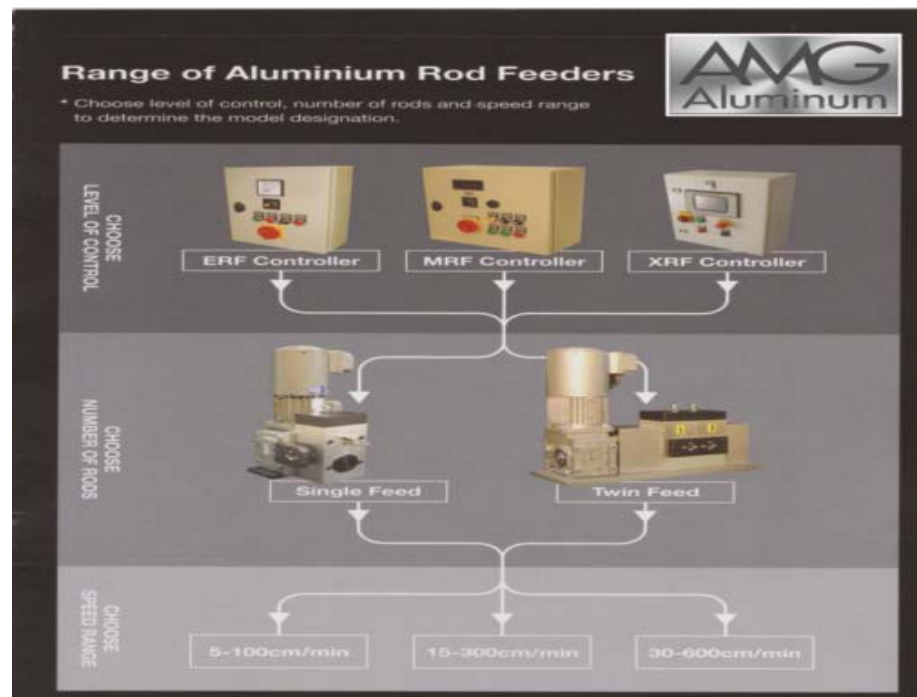 Range of Aluminium Rod Feeders
AMG
Aluminum
* Choose level of control, number of rods and speed range
to determine the model designation.
CHOOSE
LEVEL OF CONTROL
ERF Controller
MRF Controller
XRF Controller
CHOOSE
NUMBER OF RODS
Single Feed
Twin Feed
CHOOSE
SPEED RANGE
5-100cm/min
15-300cm/min
30-600cm/min